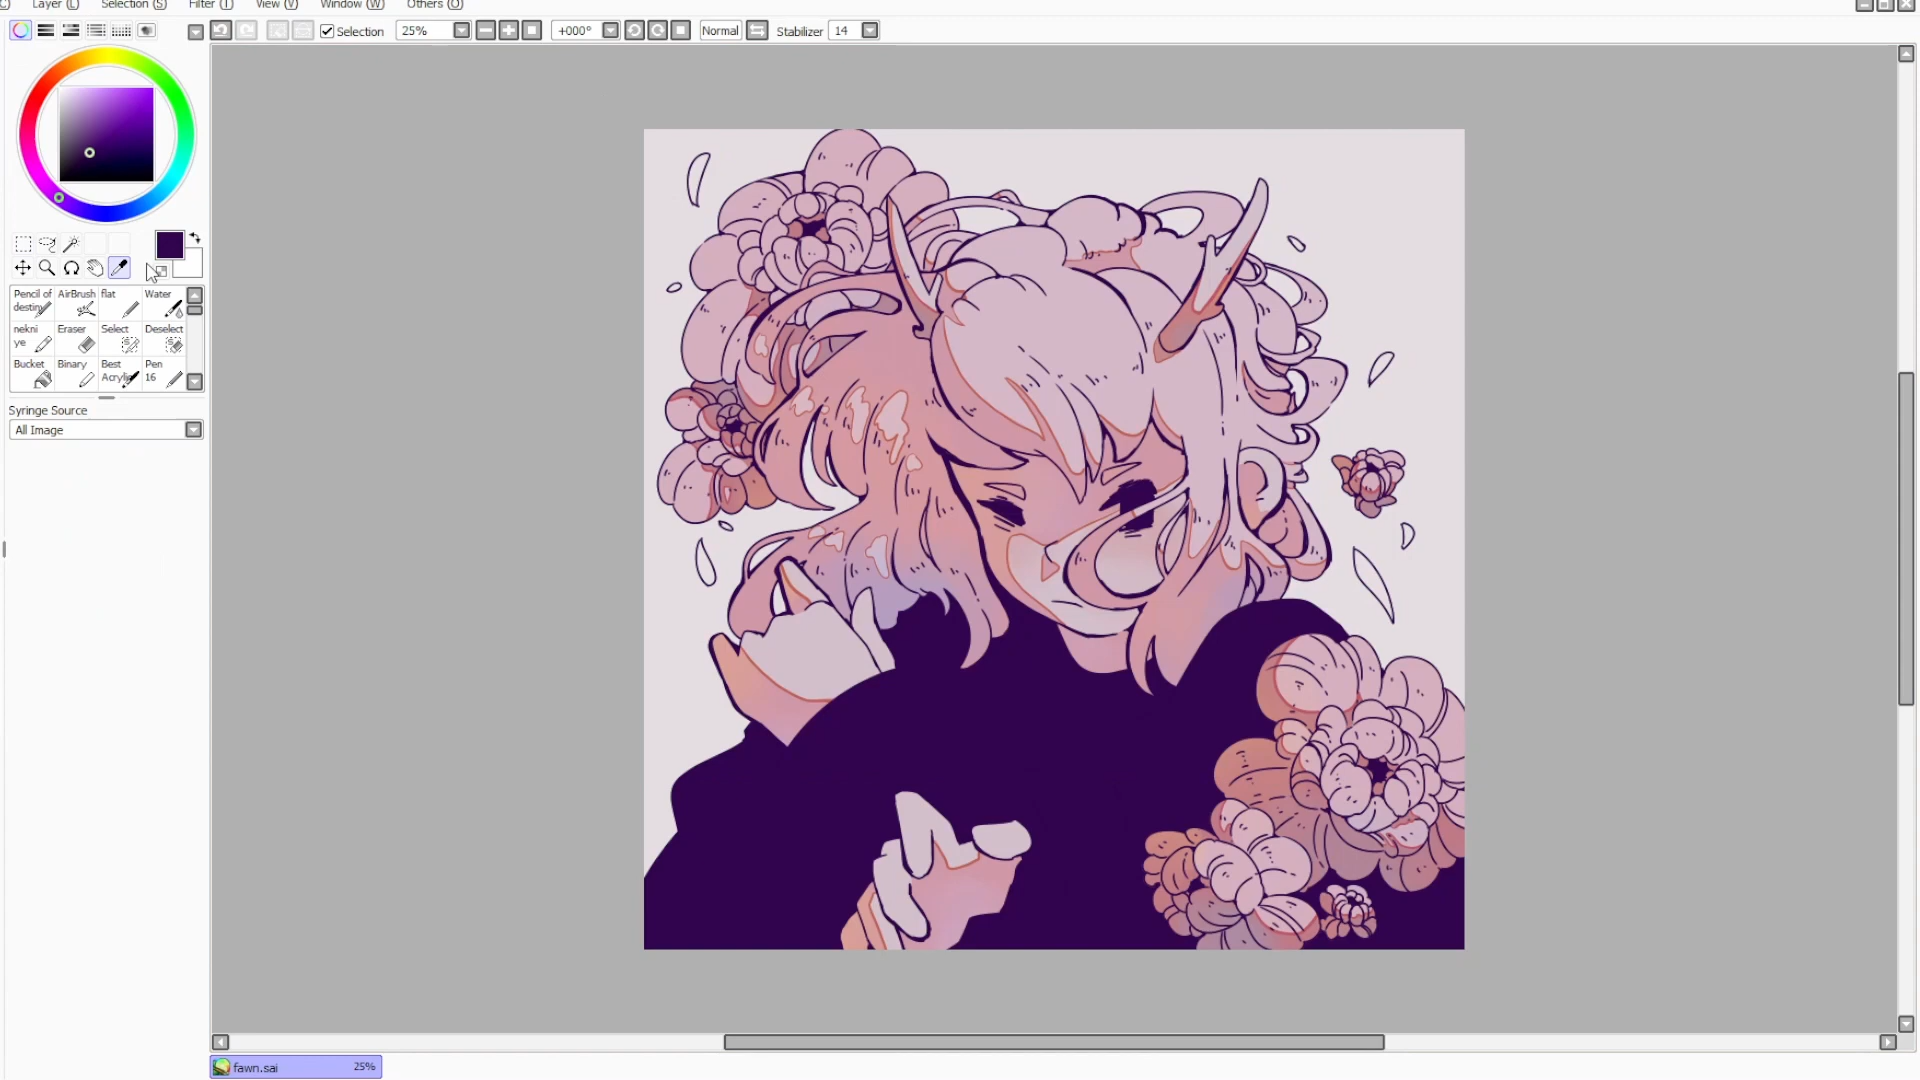 Layer (L) Selection (S) Filter (T) View (V) Window (W) Others (O)
Selection 25% +000° Normal Stabilizer 14
Pencil of destiny AirBrush flat Water
nekni ye Eraser Select Deselect
Bucket Binary Best Acrylic Pen 16
Syringe Source
All Image
fawn.sai 25%